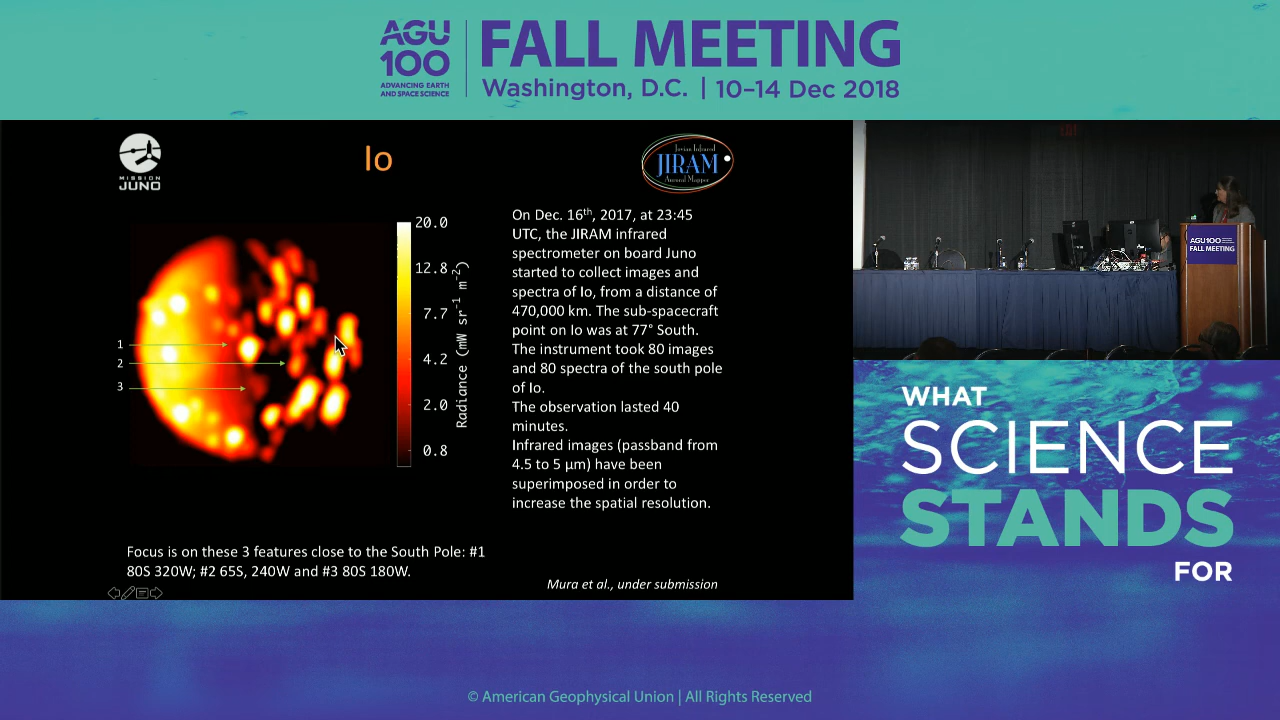 AGU
100
ADVANCING EARTH
AND SPACE SCIENCE
FALL MEETING
Washington, D.C. | 10–14 Dec 2018
MISSION
JUNO
Io
Jovian Infrared
JIRAM
Auroral Mapper
20.0
12.8
7.7
4.2
2.0
0.8
Radiance (mW sr⁻¹ m⁻²)
1
2
3
On Dec. 16th, 2017, at 23:45
UTC, the JIRAM infrared
spectrometer on board Juno
started to collect images and
spectra of Io, from a distance of
470,000 km. The sub-spacecraft
point on Io was at 77° South.
The instrument took 80 images
and 80 spectra of the south pole
of Io.
The observation lasted 40
minutes.
Infrared images (passband from
4.5 to 5 μm) have been
superimposed in order to
increase the spatial resolution.
Focus is on these 3 features close to the South Pole: #1
80S 320W; #2 65S, 240W and #3 80S 180W.
Mura et al., under submission
AGU100
FALL MEETING
WHAT
SCIENCE
STANDS
FOR
© American Geophysical Union | All Rights Reserved